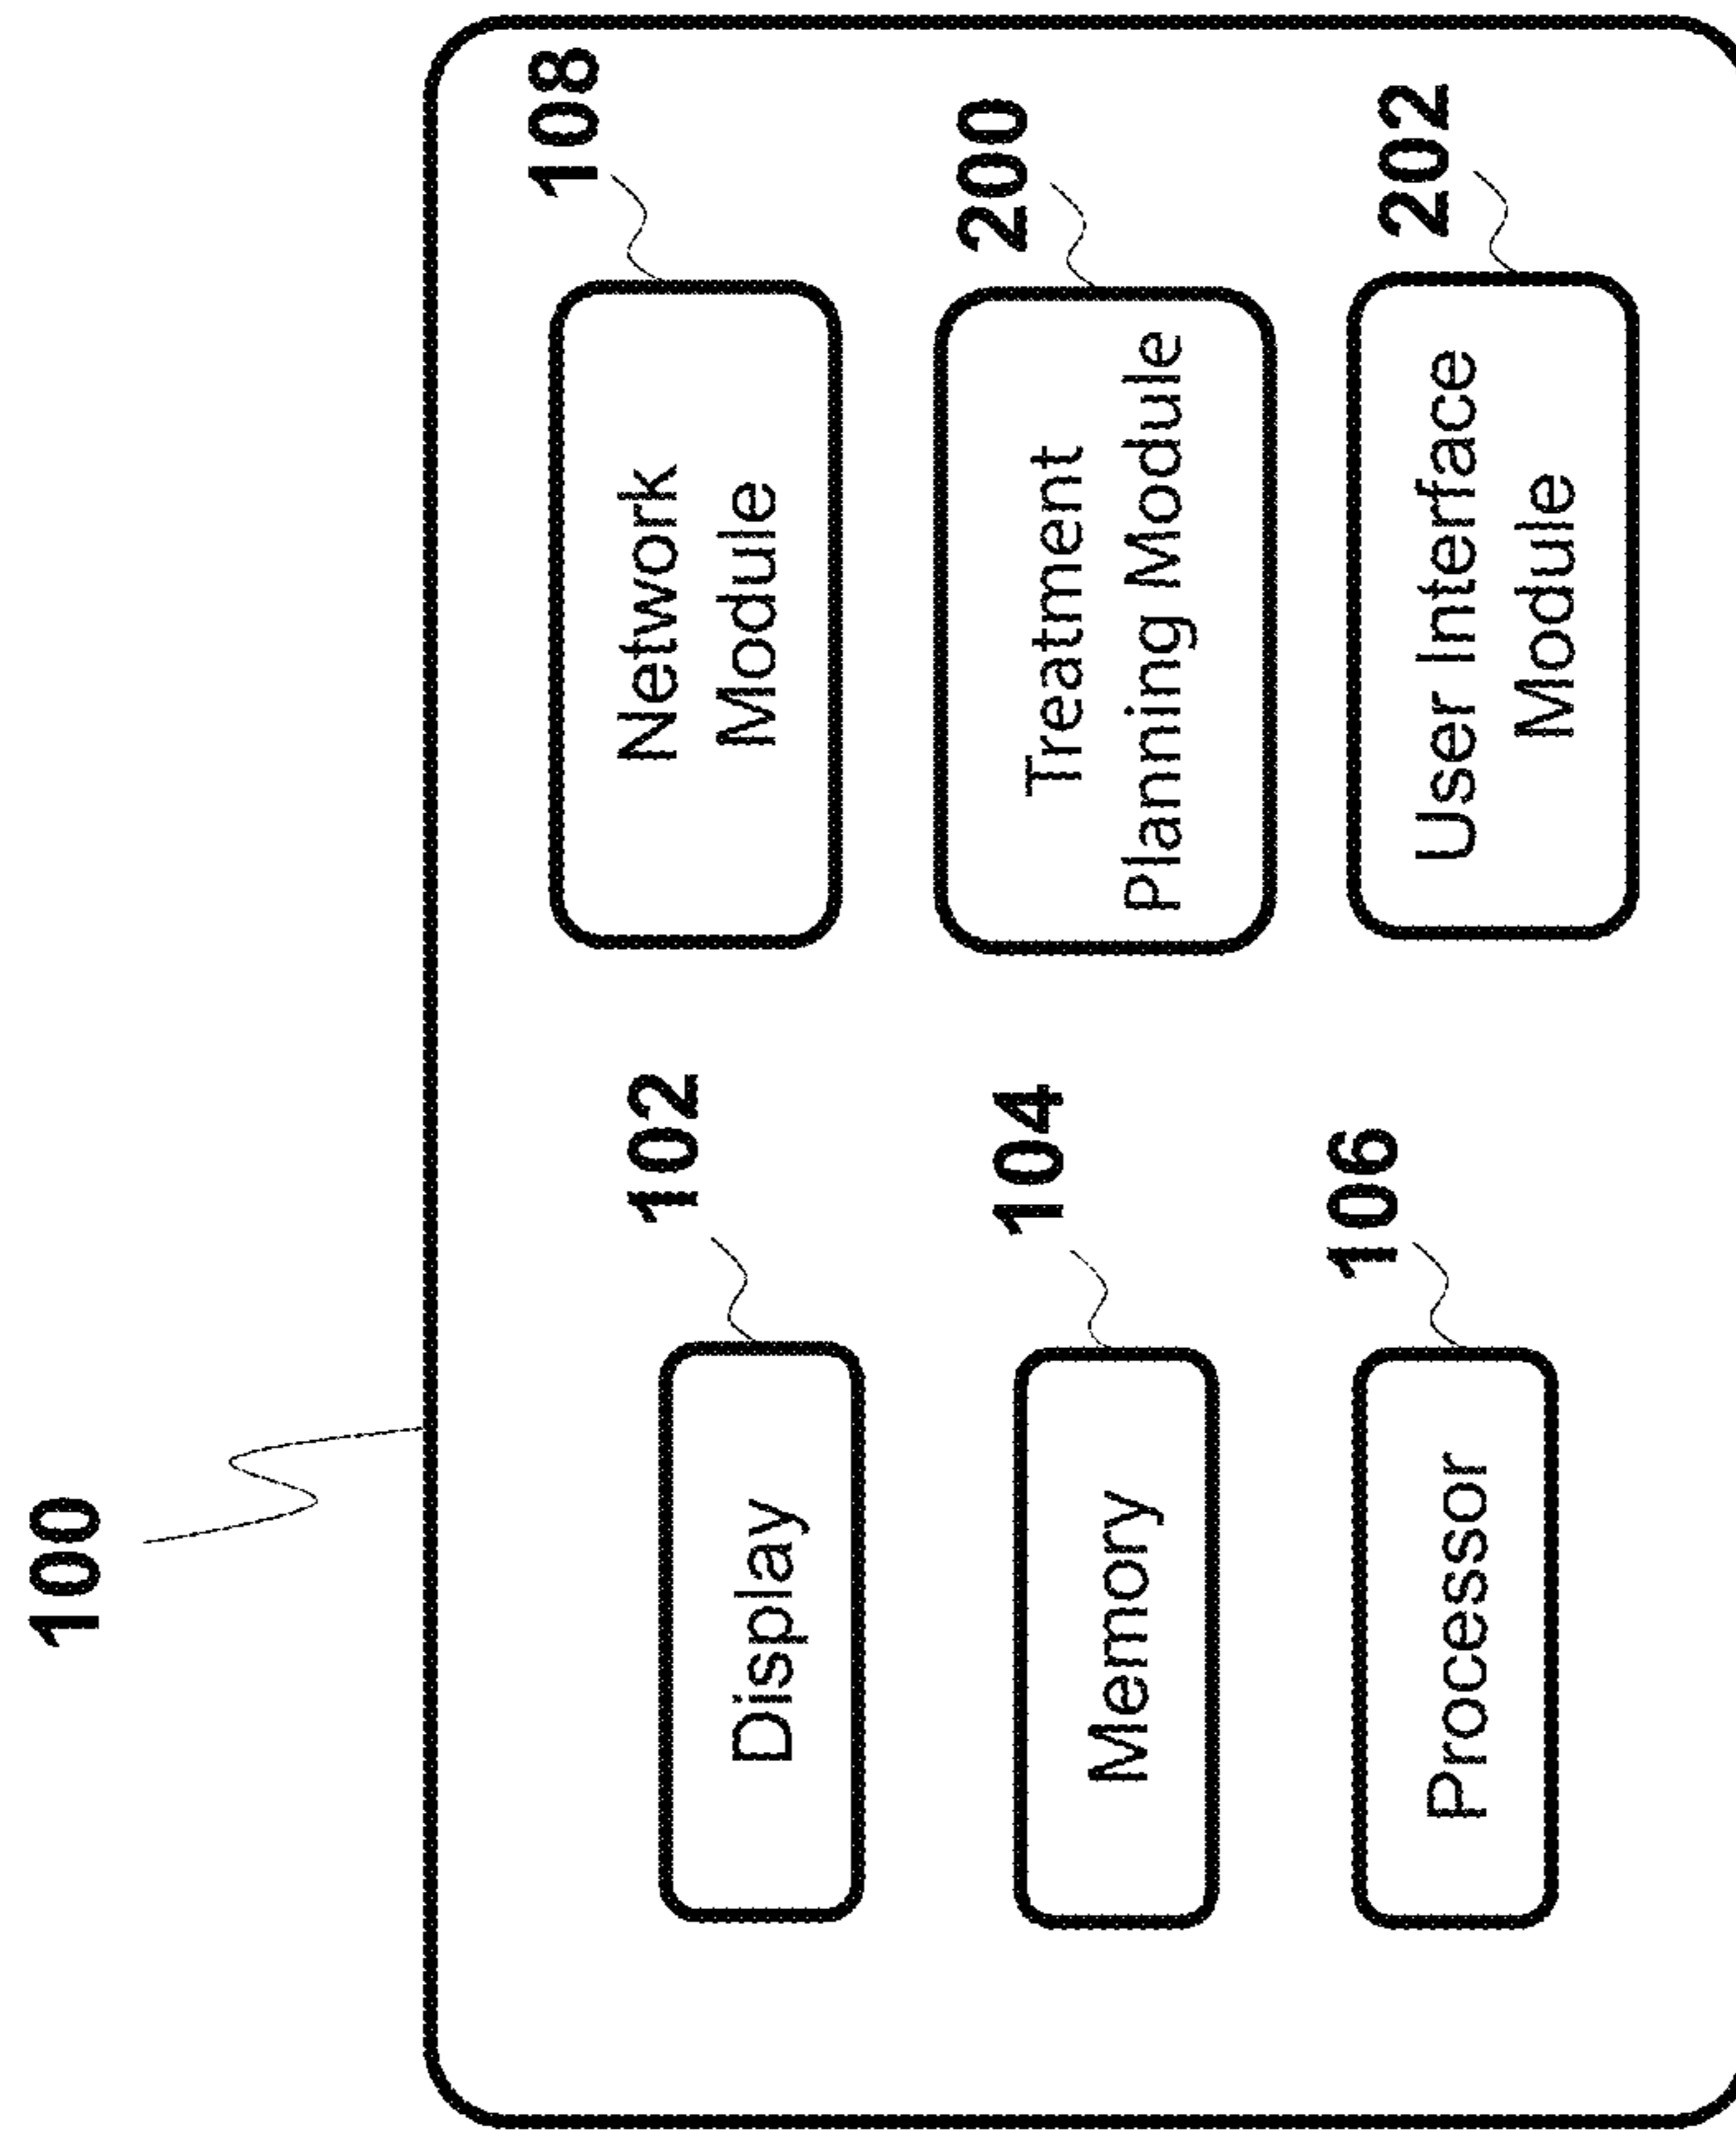 100
102
Display
104
Memory
106
Processor
108
Network
Module
200
Treatment
Planning Module
202
User Interface
Module